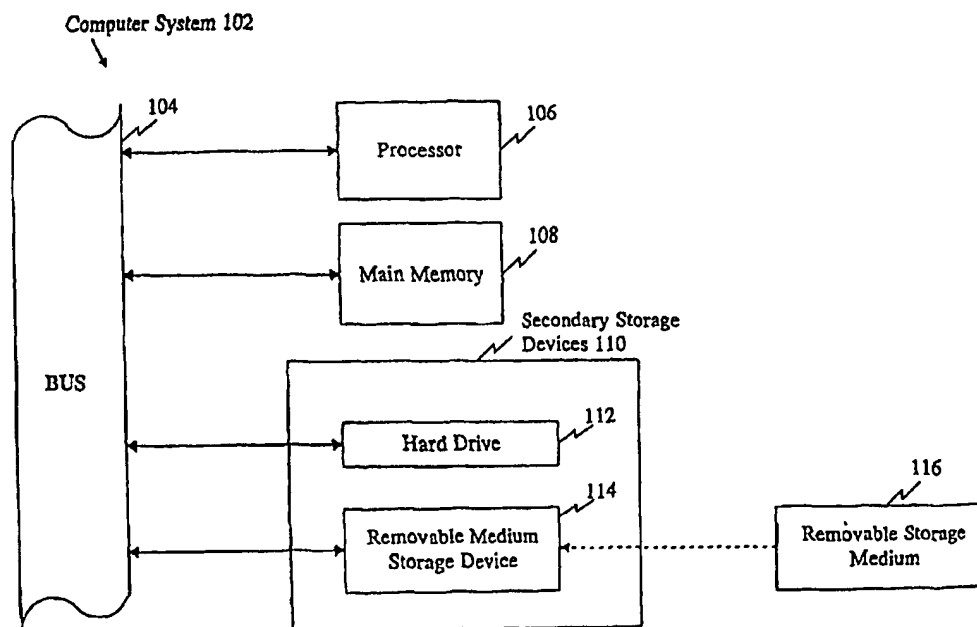 Computer System 102
104
106
Processor
108
Main Memory
Secondary Storage
Devices 110
BUS
112
Hard Drive
114
116
Removable Medium
Storage Device
Removable Storage
Medium